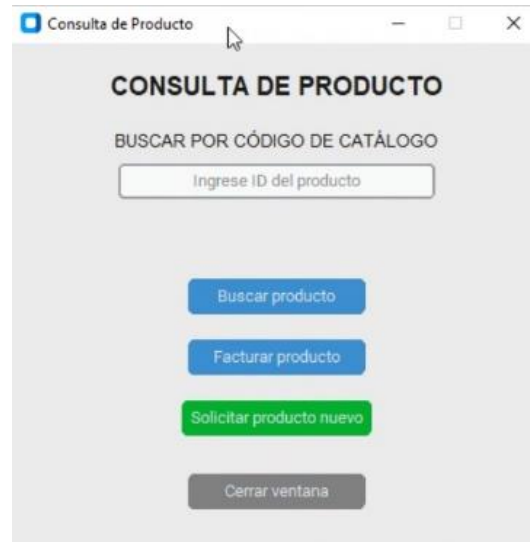 Consulta de Producto
CONSULTA DE PRODUCTO
BUSCAR POR CÓDIGO DE CATÁLOGO
Ingrese ID del producto
Buscar producto
Facturar producto
Solicitar producto nuevo
Cerrar ventana